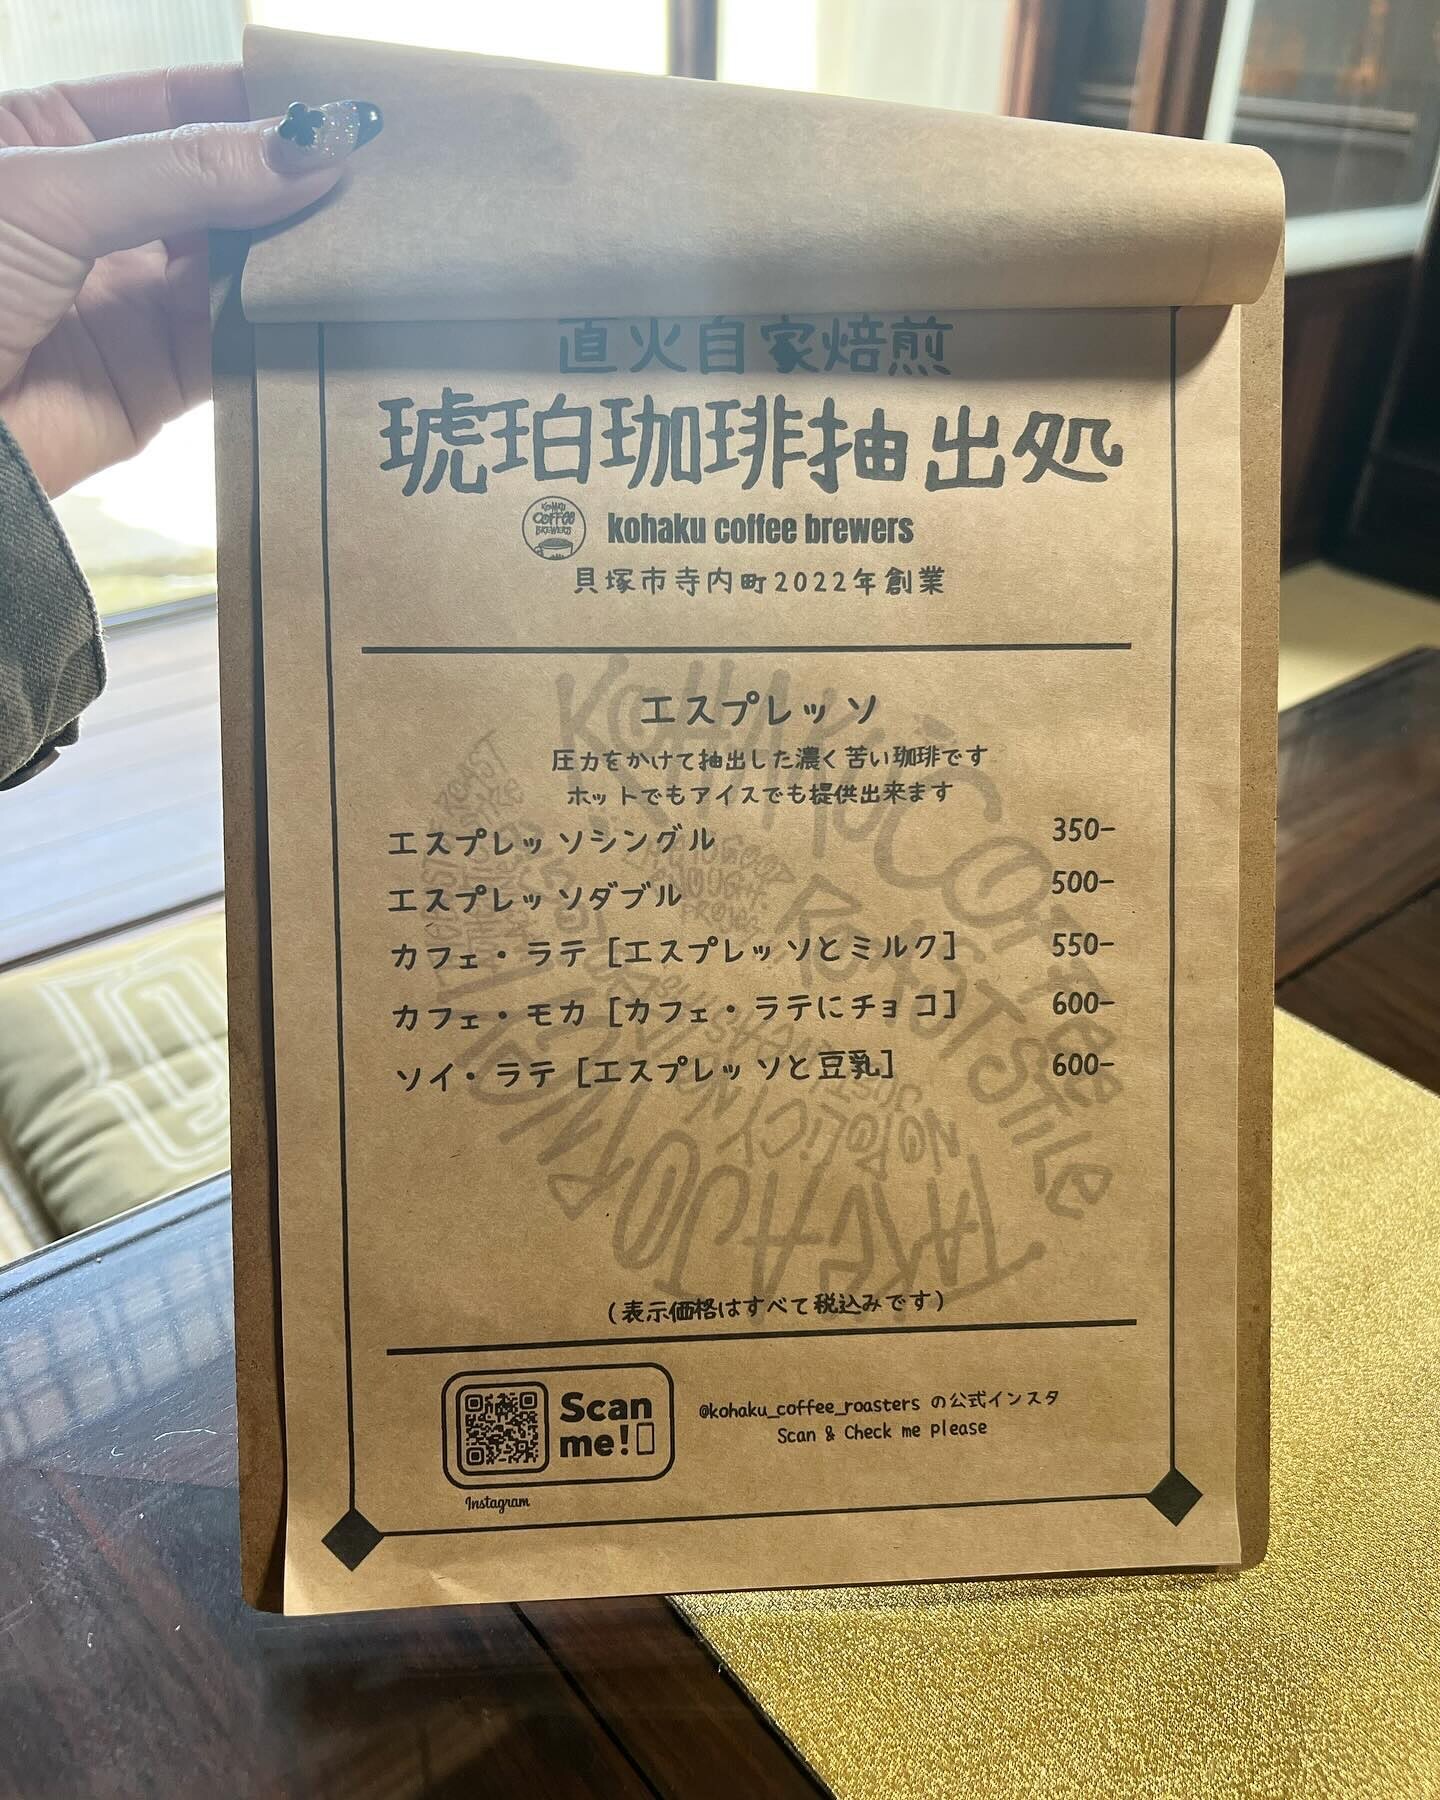 直火自家焙煎
琥珀珈琲抽出処
KOHAKU
COFFEE
BREWERS
kohaku coffee brewers
貝塚市寺内町2022年創業
エスプレッソ
圧力をかけて抽出した濃く苦い珈琲です
ホットでもアイスでも提供出来ます
エスプレッソシングル 350-
エスプレッソダブル 500-
カフェ・ラテ [エスプレッソとミルク] 550-
カフェ・モカ [カフェ・ラテにチョコ] 600-
ソイ・ラテ [エスプレッソと豆乳] 600-
(表示価格はすべて税込みです)
Scan
me!
@kohaku_coffee_roasters の公式インスタ
Scan & Check me please
Instagram